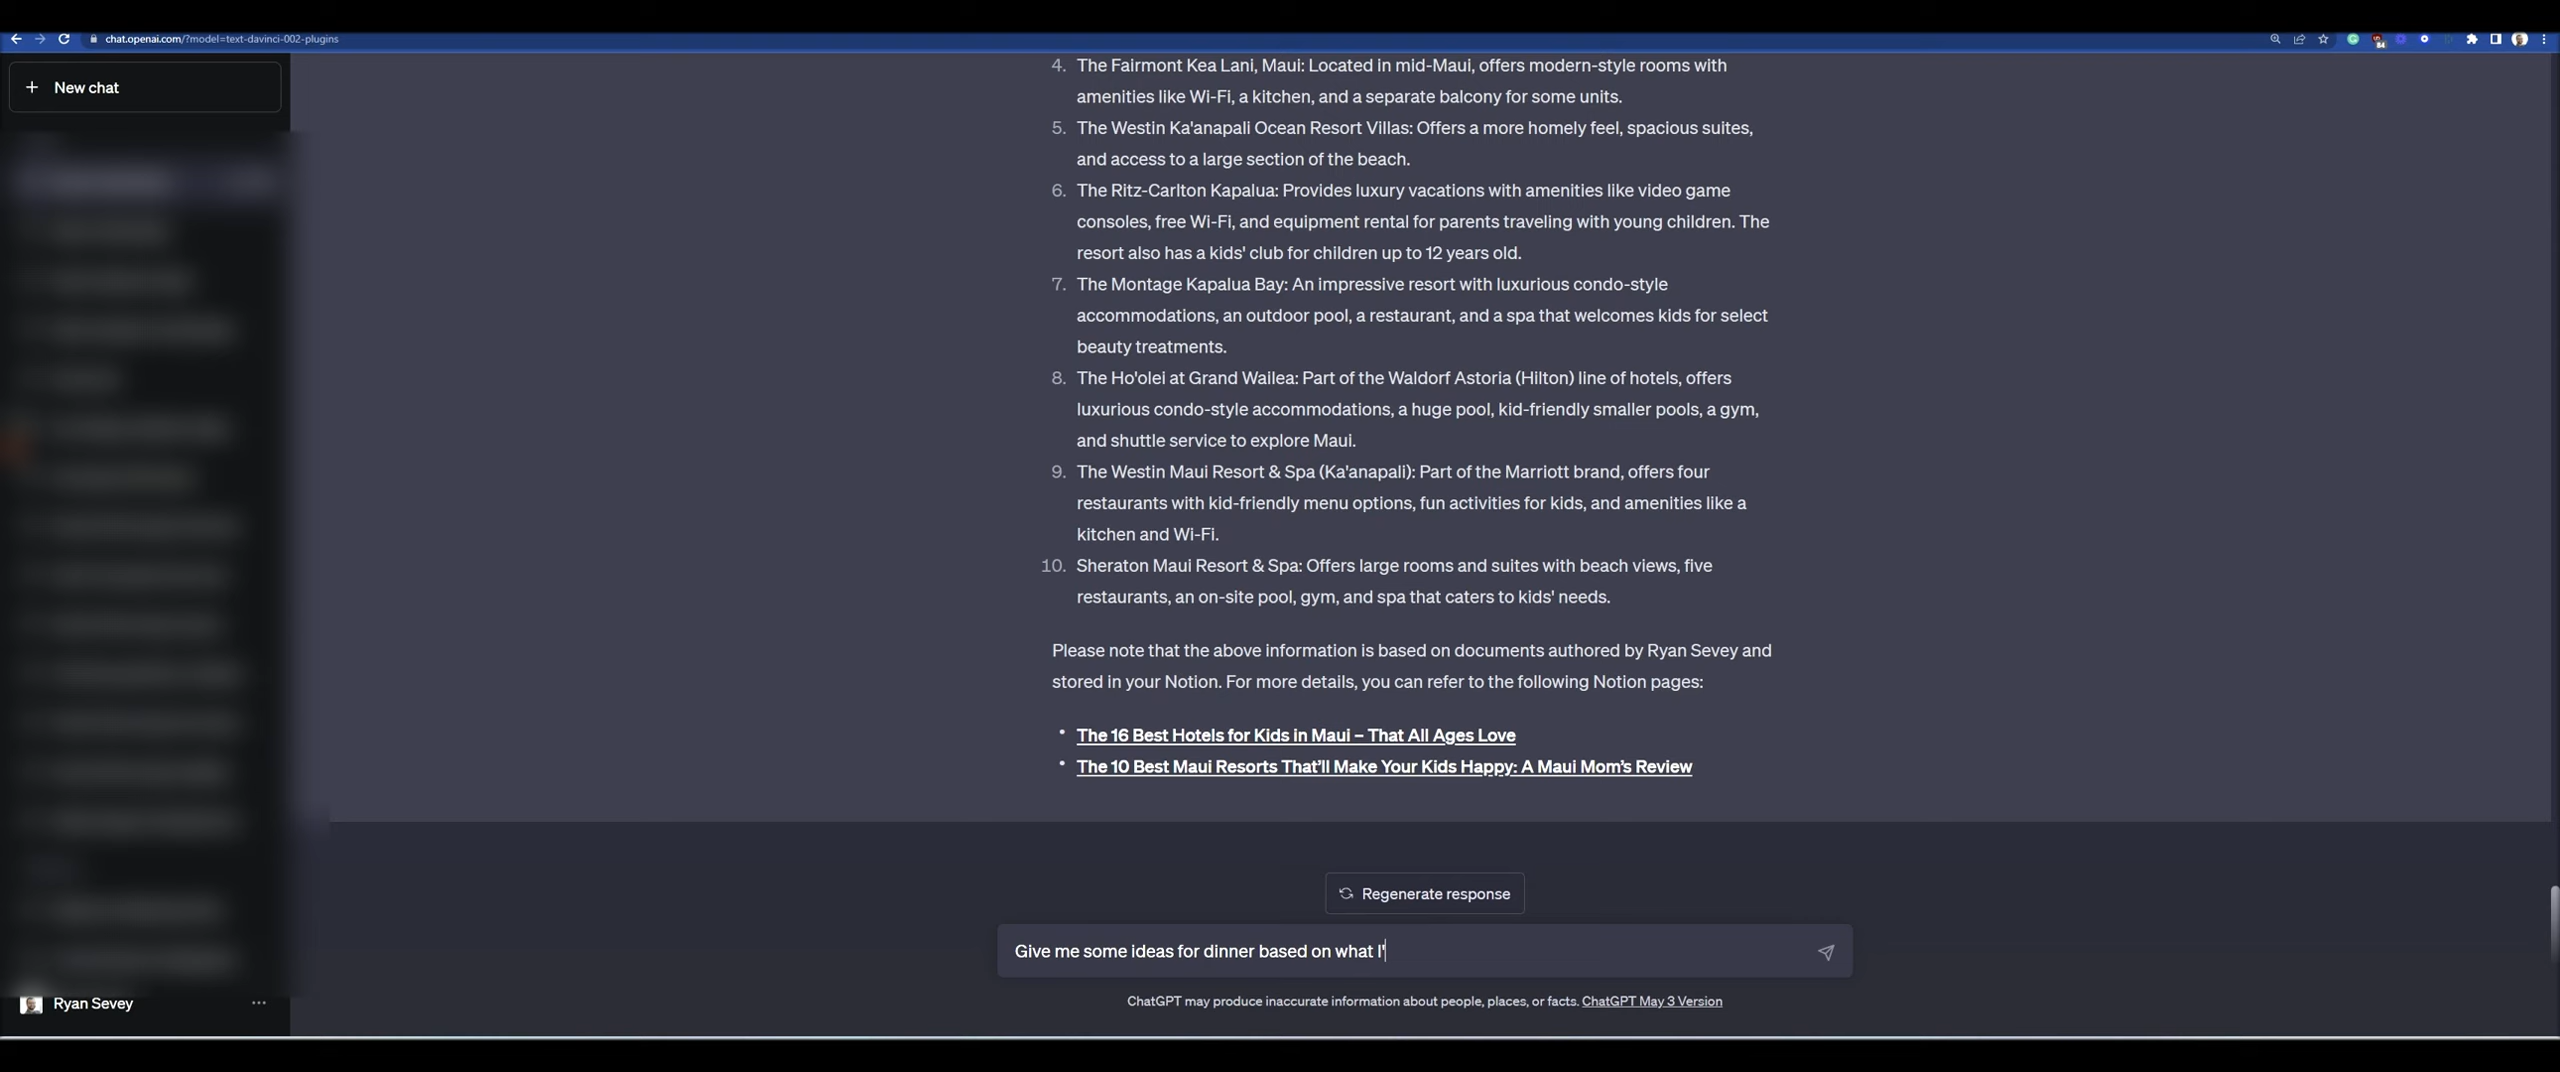 chat.openai.com/?model=text-davinci-002-plugins
+ New chat
4. The Fairmont Kea Lani, Maui: Located in mid-Maui, offers modern-style rooms with
amenities like Wi-Fi, a kitchen, and a separate balcony for some units.
5. The Westin Ka'anapali Ocean Resort Villas: Offers a more homely feel, spacious suites,
and access to a large section of the beach.
6. The Ritz-Carlton Kapalua: Provides luxury vacations with amenities like video game
consoles, free Wi-Fi, and equipment rental for parents traveling with young children. The
resort also has a kids' club for children up to 12 years old.
7. The Montage Kapalua Bay: An impressive resort with luxurious condo-style
accommodations, an outdoor pool, a restaurant, and a spa that welcomes kids for select
beauty treatments.
8. The Ho'olei at Grand Wailea: Part of the Waldorf Astoria (Hilton) line of hotels, offers
luxurious condo-style accommodations, a huge pool, kid-friendly smaller pools, a gym,
and shuttle service to explore Maui.
9. The Westin Maui Resort & Spa (Ka'anapali): Part of the Marriott brand, offers four
restaurants with kid-friendly menu options, fun activities for kids, and amenities like a
kitchen and Wi-Fi.
10. Sheraton Maui Resort & Spa: Offers large rooms and suites with beach views, five
restaurants, an on-site pool, gym, and spa that caters to kids' needs.
Please note that the above information is based on documents authored by Ryan Sevey and
stored in your Notion. For more details, you can refer to the following Notion pages:
• The 16 Best Hotels for Kids in Maui – That All Ages Love
• The 10 Best Maui Resorts That'll Make Your Kids Happy: A Maui Mom's Review
Regenerate response
Give me some ideas for dinner based on what I'
ChatGPT may produce inaccurate information about people, places, or facts. ChatGPT May 3 Version
Ryan Sevey